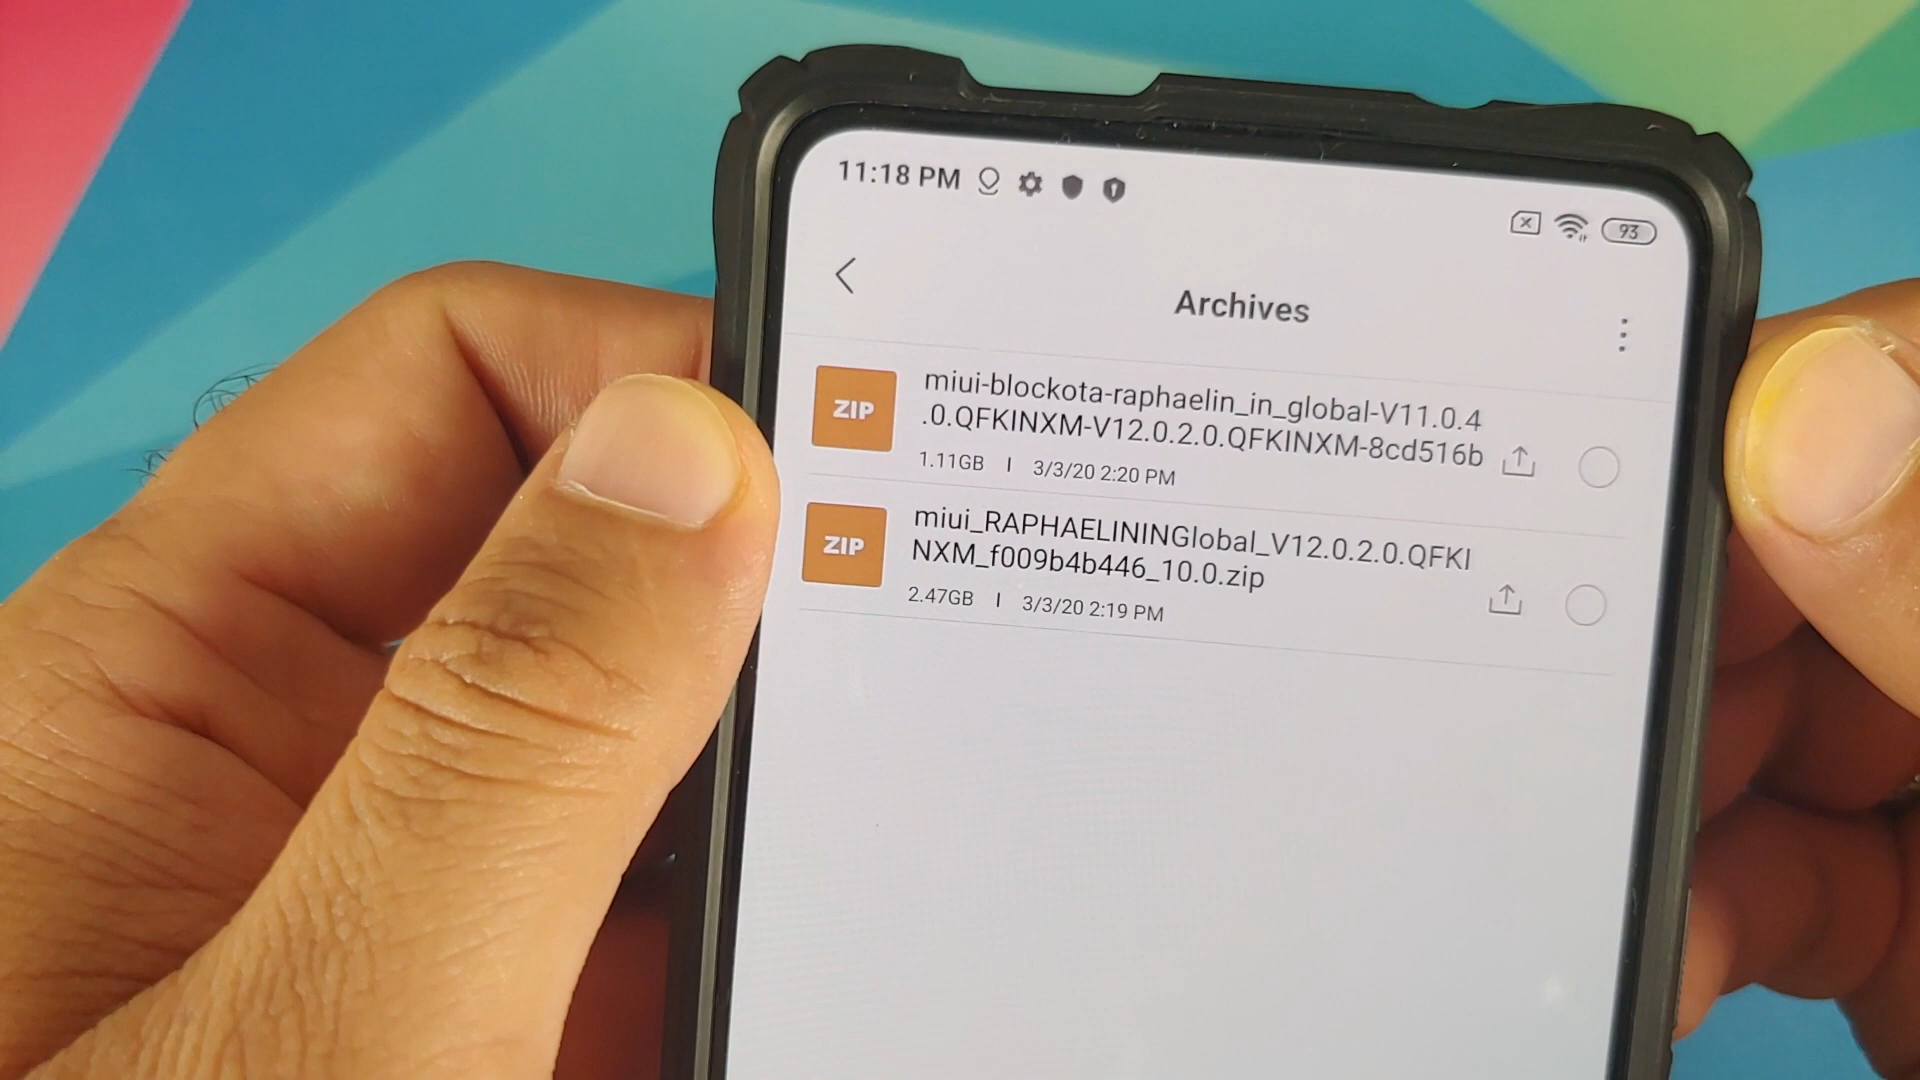 11:18 PM
93
Archives
ZIP
miui-blockota-raphaelin_in_global-V11.0.4
.0.QFKINXM-V12.0.2.0.QFKINXM-8cd516b
1.11GB | 3/3/20 2:20 PM
ZIP
miui_RAPHAELININGlobal_V12.0.2.0.QFKI
NXM_f009b4b446_10.0.zip
2.47GB | 3/3/20 2:19 PM